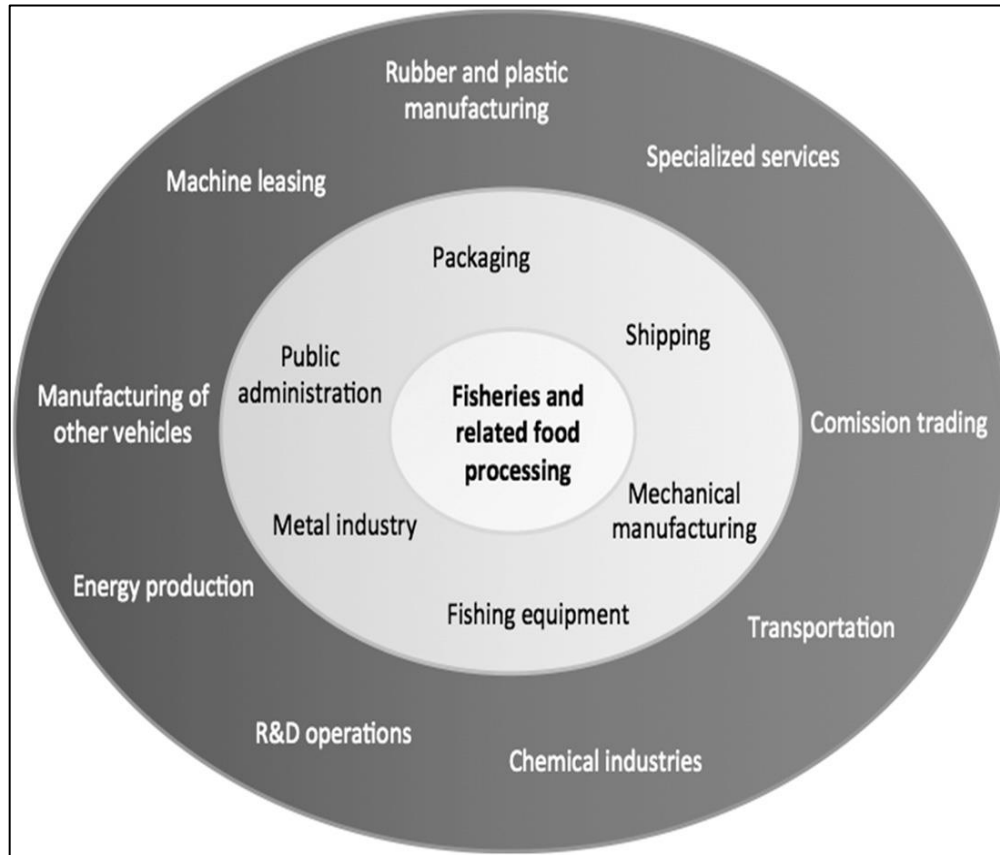 Rubber and plastic
manufacturing
Specialized services
Machine leasing
Packaging
Shipping
Public
administration
Fisheries and
related food
processing
Manufacturing of
other vehicles
Comission trading
Mechanical
manufacturing
Metal industry
Energy production
Fishing equipment
Transportation
R&D operations
Chemical industries